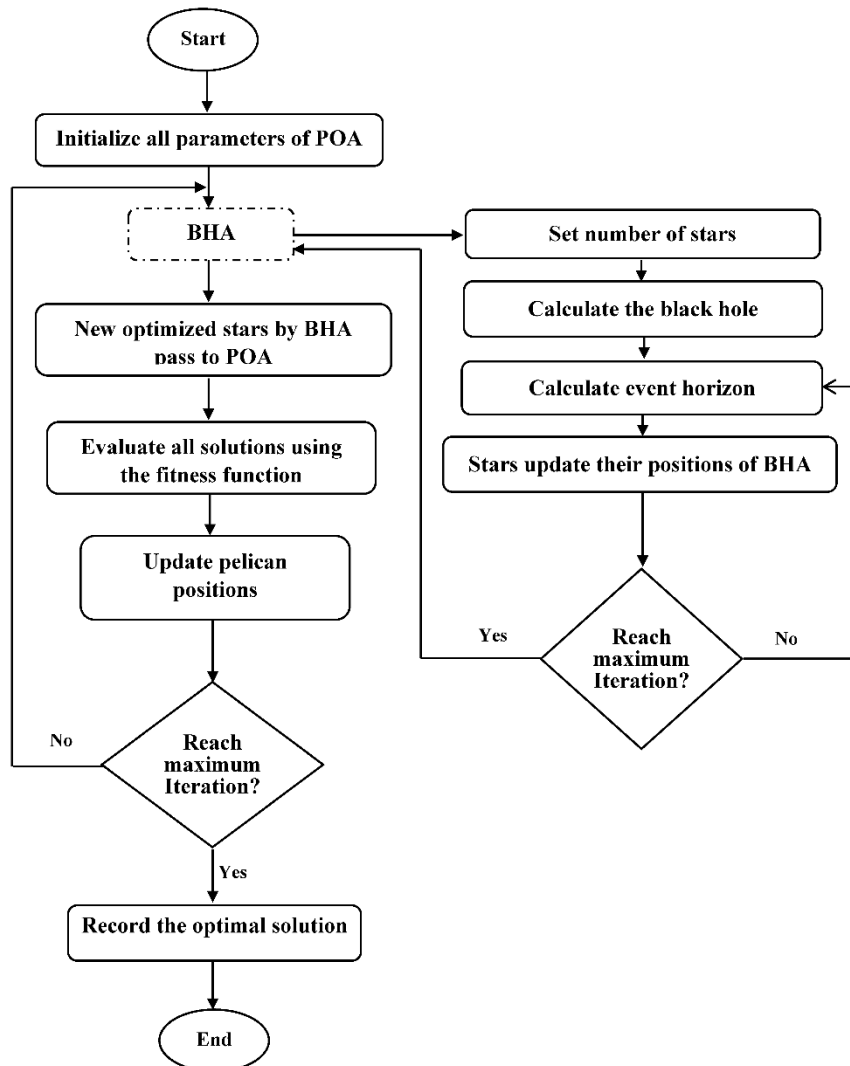 Start
Initialize all parameters of POA
BHA
New optimized stars by BHA
pass to POA
Evaluate all solutions using
the fitness function
Update pelican
positions
No
Reach
maximum
Iteration?
Yes
Record the optimal solution
End
Set number of stars
Calculate the black hole
Calculate event horizon
Stars update their positions of BHA
Yes
Reach
maximum
Iteration?
No